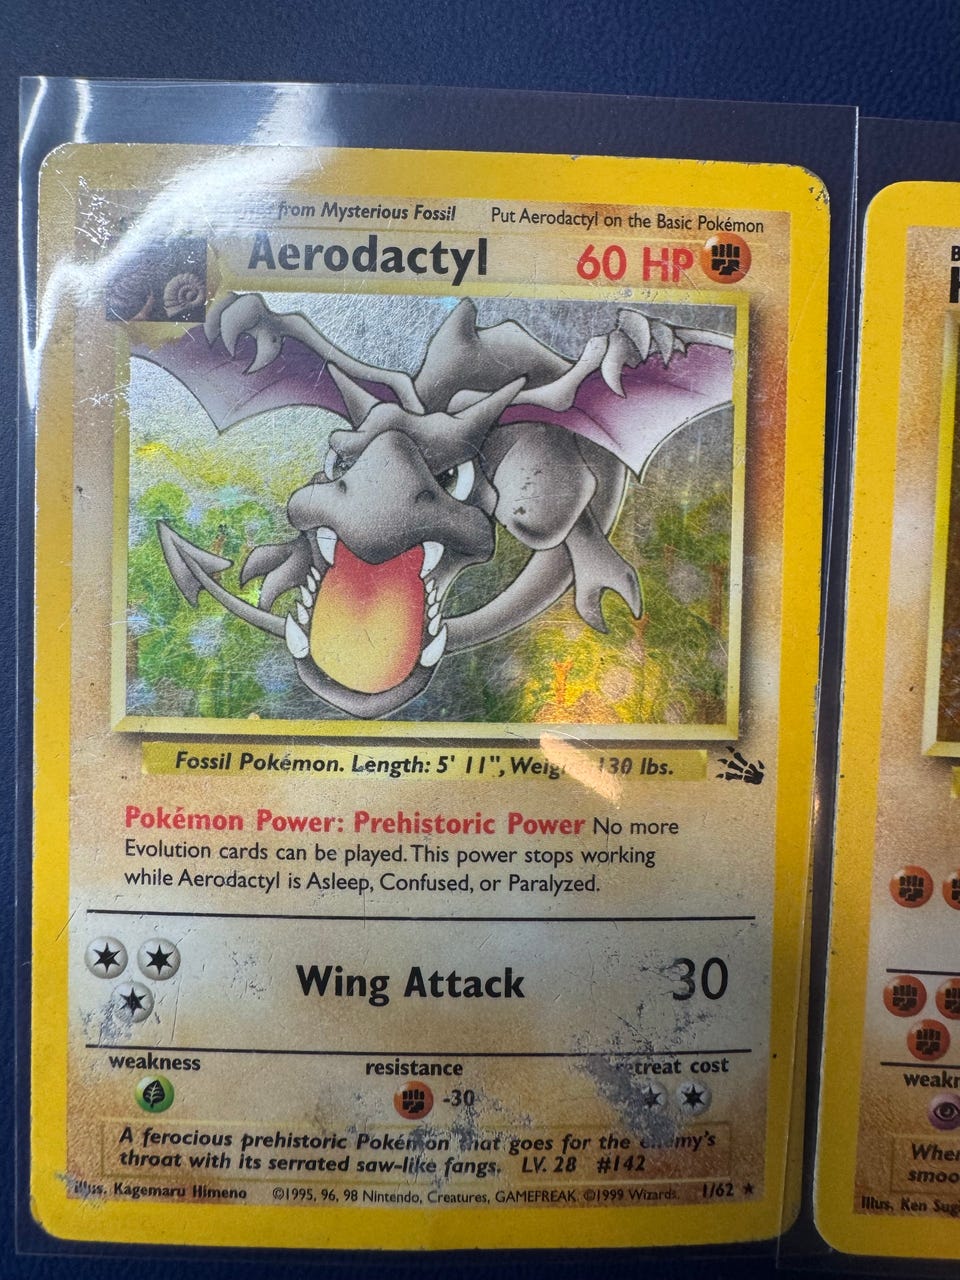 from Mysterious Fossil
Put Aerodactyl on the Basic Pokémon
Aerodactyl
60 HP
Fossil Pokémon. Length: 5' 11", 130 lbs.
Pokémon Power: Prehistoric Power No more
Evolution cards can be played. This power stops working
while Aerodactyl is Asleep, Confused, or Paralyzed.
Wing Attack
30
weakness
resistance
retreat cost
-30
A ferocious prehistoric Pokémon that goes for the enemy's
throat with its serrated saw-like fangs. LV. 28 #142
Illus. Kagemaru Himeno ©1995, 96, 98 Nintendo, Creatures, GAMEFREAK. ©1999 Wizards. 1/62
When
smoo
Illus. Ken Sug